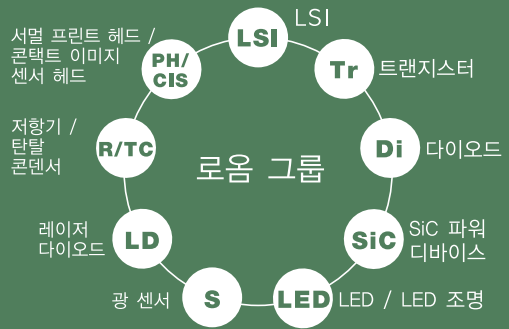 LSI
LSI
Tr
트랜지스터
Di
다이오드
SiC
SiC 파워
디바이스
LED
LED / LED 조명
S
광 센서
LD
레이저
다이오드
R/TC
저항기 /
탄탈
콘덴서
PH/
CIS
서멀 프린트 헤드 /
콘택트 이미지
센서 헤드
로옴 그룹